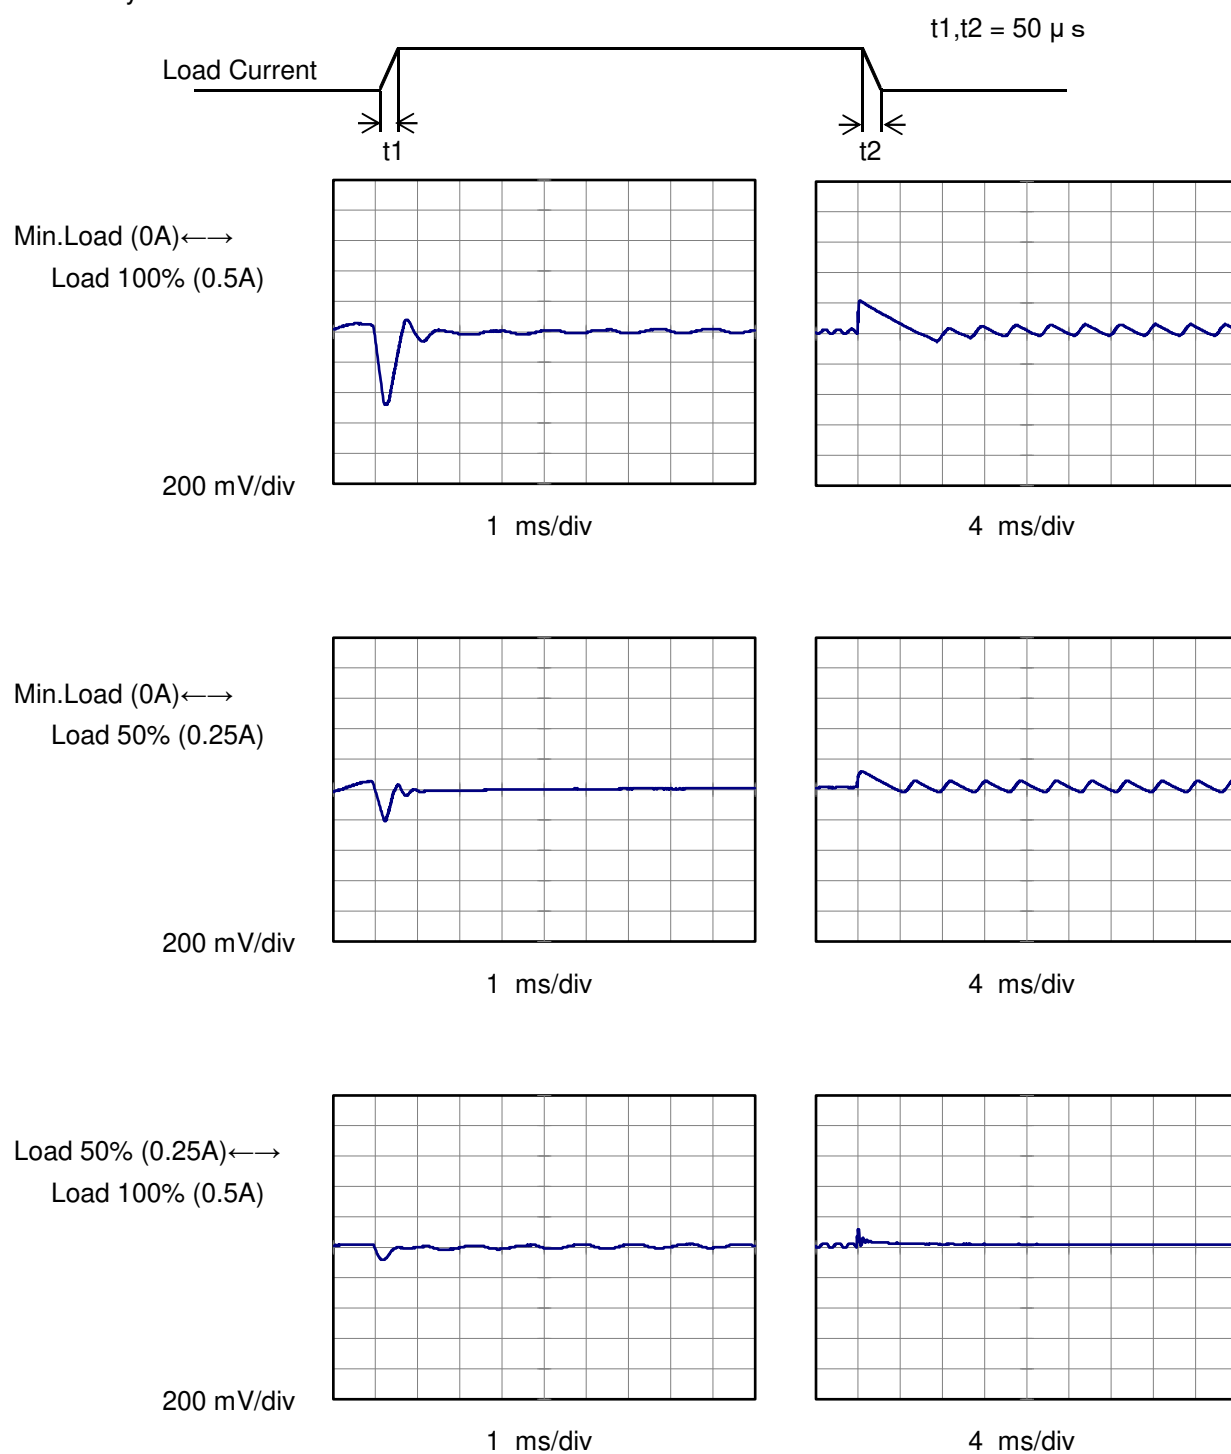 t1,t2 = 50 μs
Load Current
t1
t2
Min.Load (0A)←→
Load 100% (0.5A)
200 mV/div
1 ms/div
4 ms/div
Min.Load (0A)←→
Load 50% (0.25A)
200 mV/div
1 ms/div
4 ms/div
Load 50% (0.25A)←→
Load 100% (0.5A)
200 mV/div
1 ms/div
4 ms/div